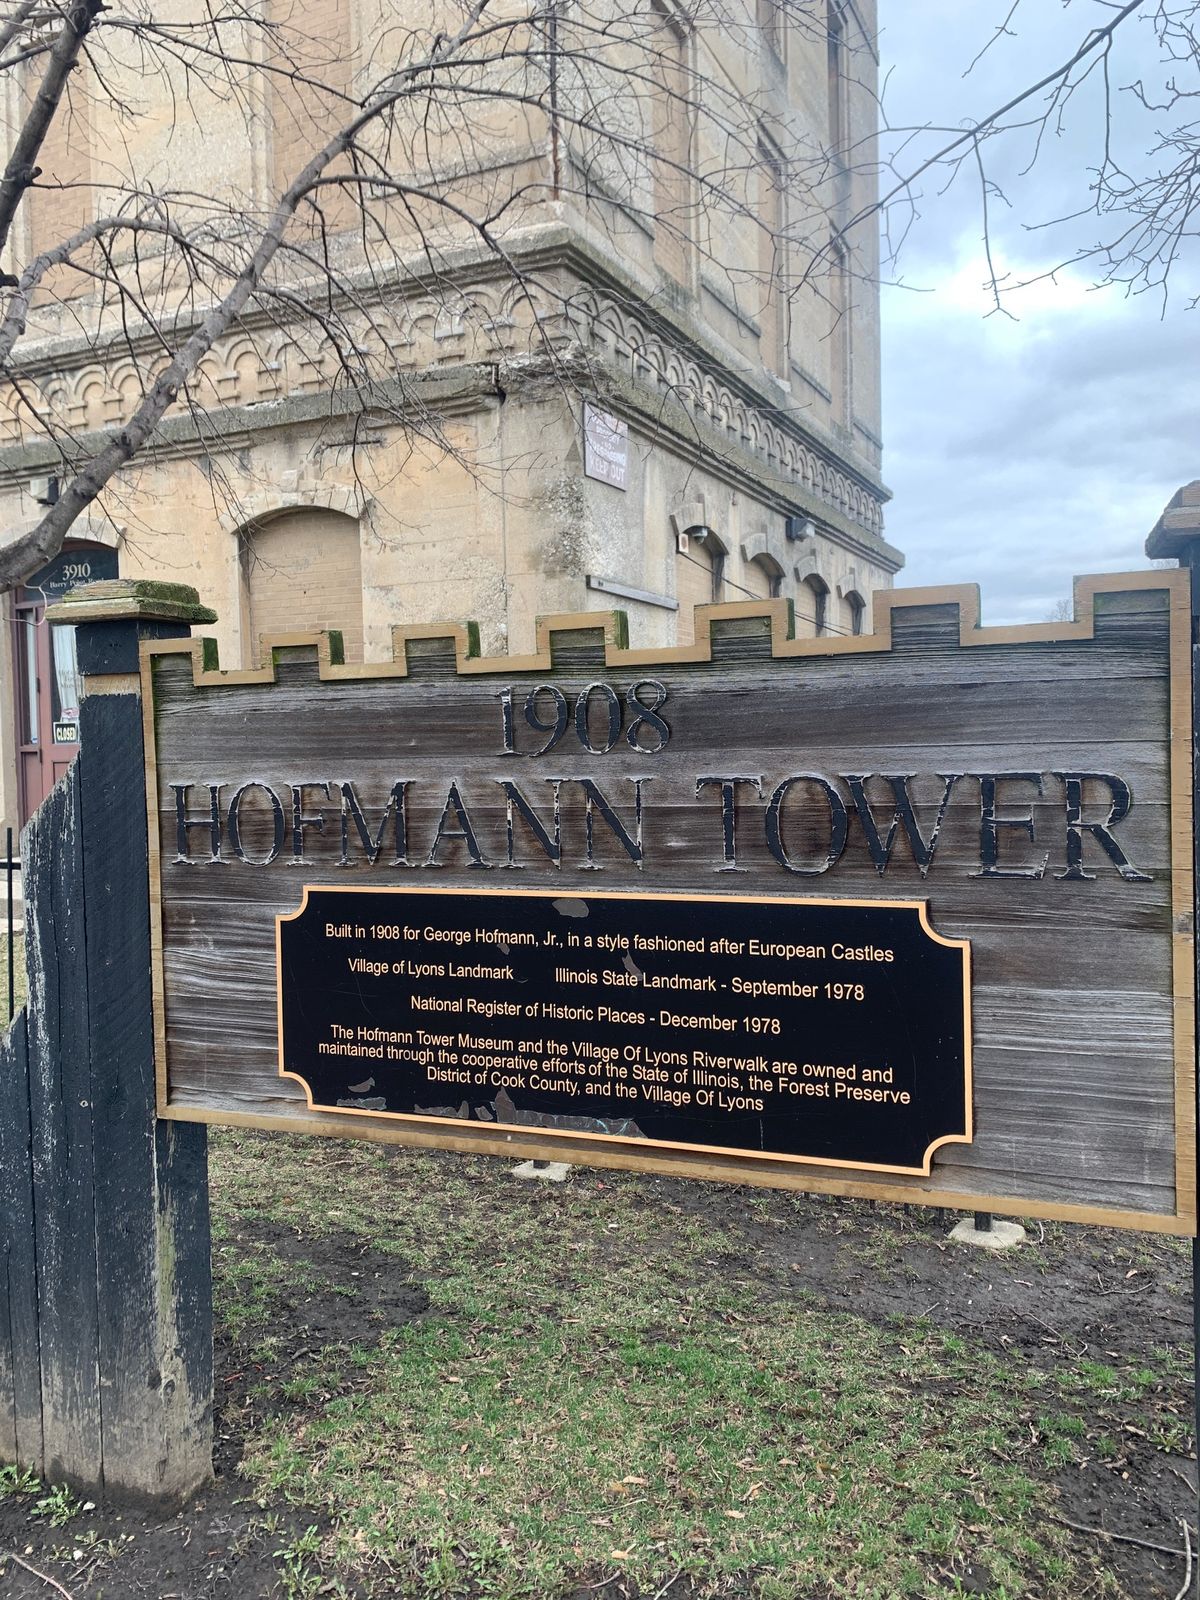 KEEP OUT
3910
Barry Point Road
CLOSED
1908
HOFMANN TOWER
Built in 1908 for George Hofmann, Jr., in a style fashioned after European Castles
Village of Lyons Landmark Illinois State Landmark - September 1978
National Register of Historic Places - December 1978
The Hofmann Tower Museum and the Village Of Lyons Riverwalk are owned and
maintained through the cooperative efforts of the State of Illinois, the Forest Preserve
District of Cook County, and the Village Of Lyons